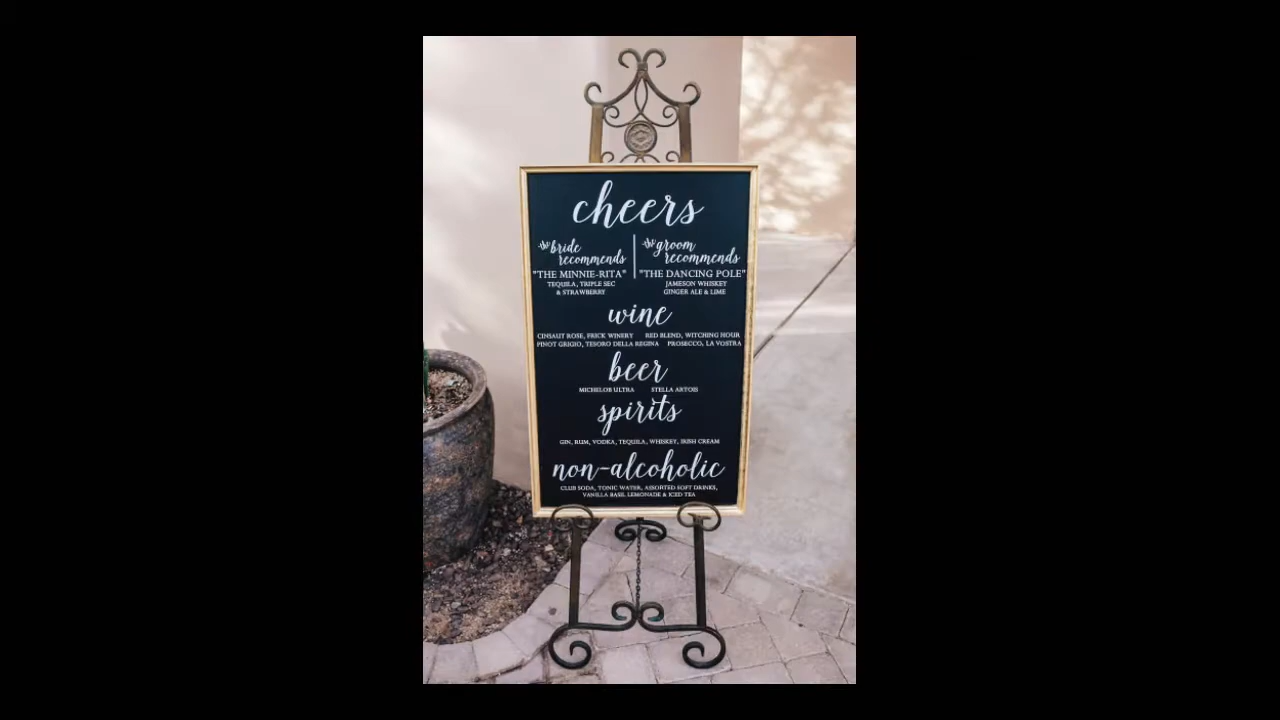 cheers
the bride
recommends
"THE MINNIE-RITA"
TEQUILA, TRIPLE SEC
& STRAWBERRY
the groom
recommends
"THE DANCING POLE"
JAMESON WHISKEY
GINGER ALE & LIME
wine
CINSAUT ROSE, FRICK WINERY RED BLEND, WITCHING HOUR
PINOT GRIGIO, TESORO DELLA REGINA PROSECCO, LA VOSTRA
beer
MICHELOB ULTRA STELLA ARTOIS
spirits
GIN, RUM, VODKA, TEQUILA, WHISKEY, IRISH CREAM
non-alcoholic
CLUB SODA, TONIC WATER, ASSORTED SOFT DRINKS,
VANILLA BASIL LEMONADE & ICED TEA